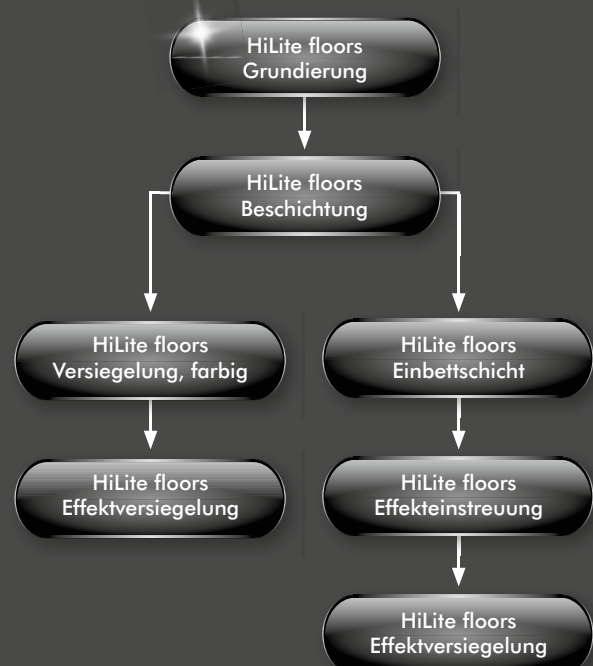 HiLite floors
Grundierung
HiLite floors
Beschichtung
HiLite floors
Versiegelung, farbig
HiLite floors
Effektversiegelung
HiLite floors
Einbettschicht
HiLite floors
Effekteinstreuung
HiLite floors
Effektversiegelung